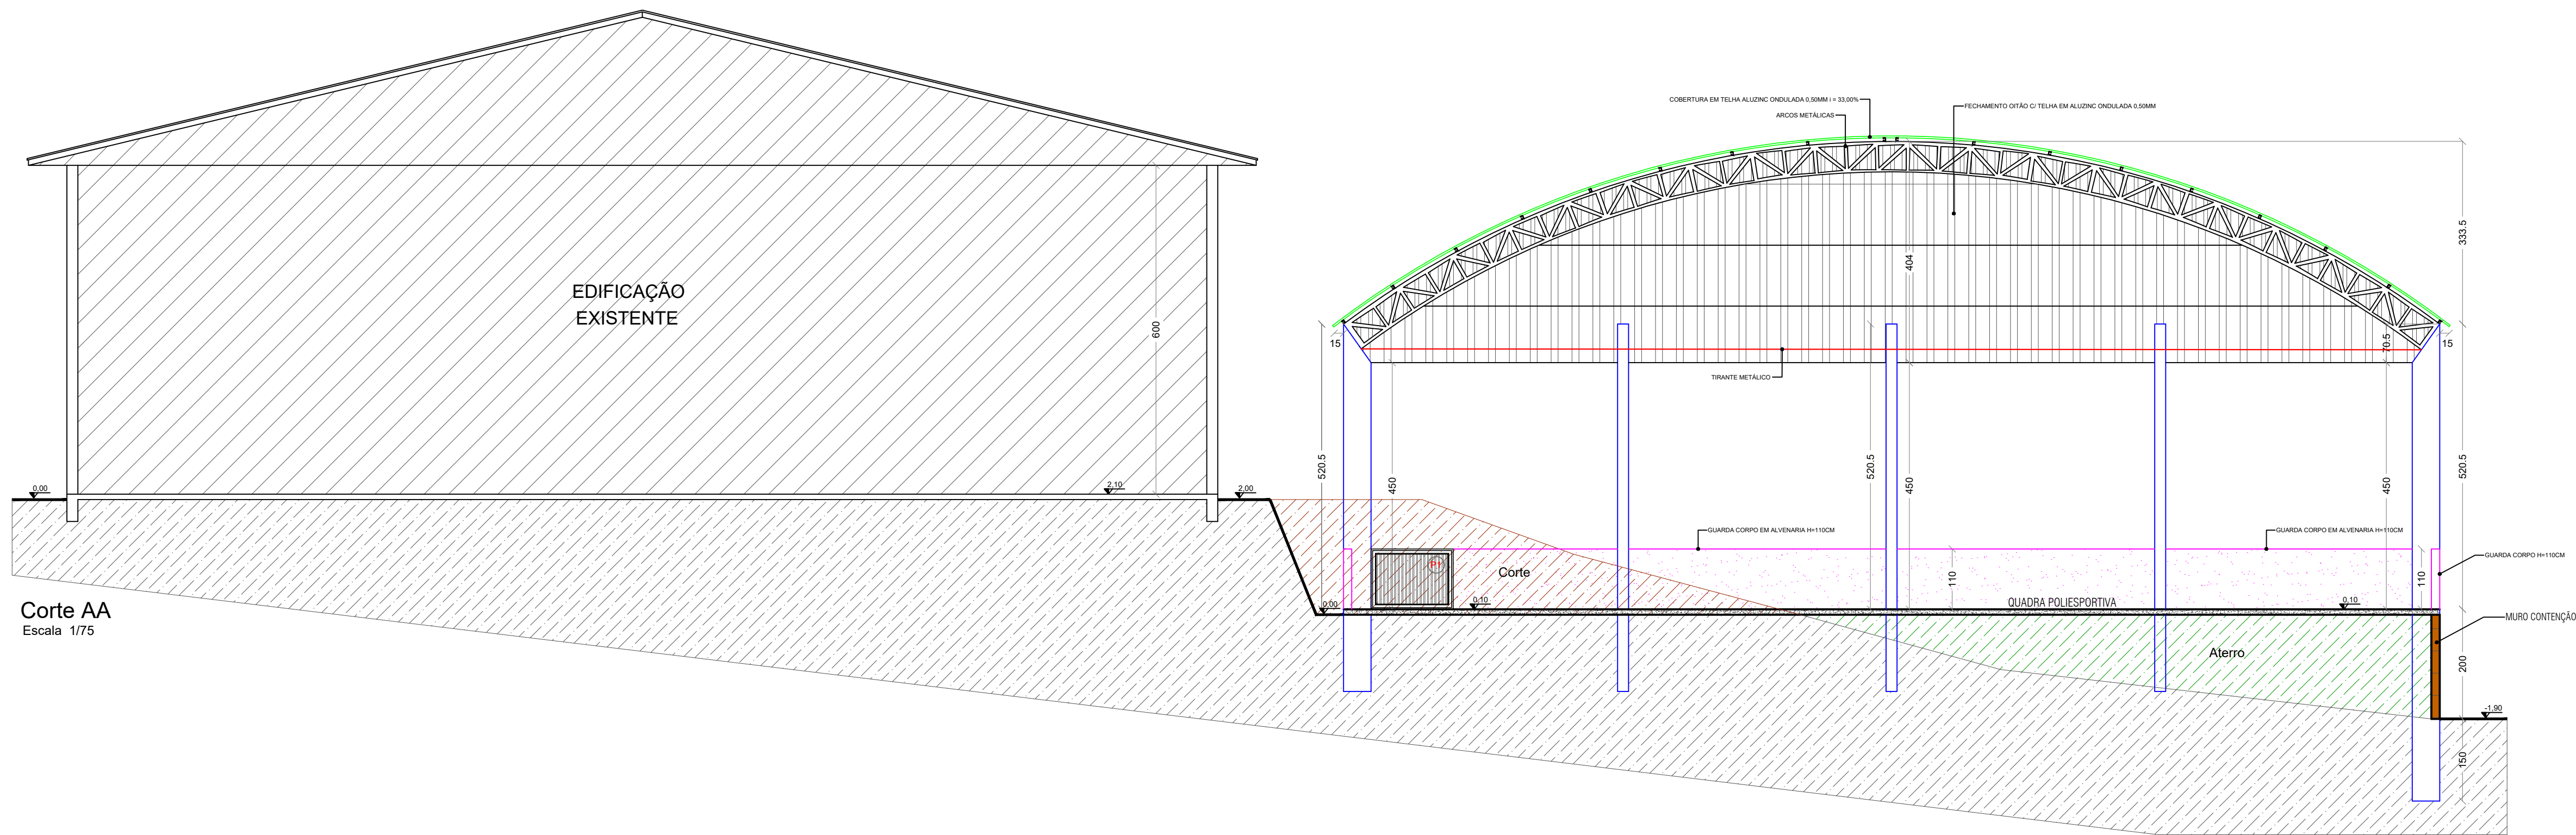 COBERTURA EM TELHA ALUZINC ONDULADA 0,50MM i = 33,00%
FECHAMENTO OITÃO C/ TELHA EM ALUZINC ONDULADA 0,50MM
ARCOS METÁLICAS
333.5
404
EDIFICAÇÃO
EXISTENTE
600
15
70.5
15
TIRANTE METÁLICO
520.5
450
520.5
450
450
520.5
0,00
2,10
2,00
GUARDA CORPO EM ALVENARIA H=110CM
GUARDA CORPO EM ALVENARIA H=110CM
GUARDA CORPO H=110CM
P1
Corte
110
110
0,00
0,10
QUADRA POLIESPORTIVA
0,10
MURO CONTENÇÃO
Corte AA
Escala 1/75
Aterro
200
-1,90
150